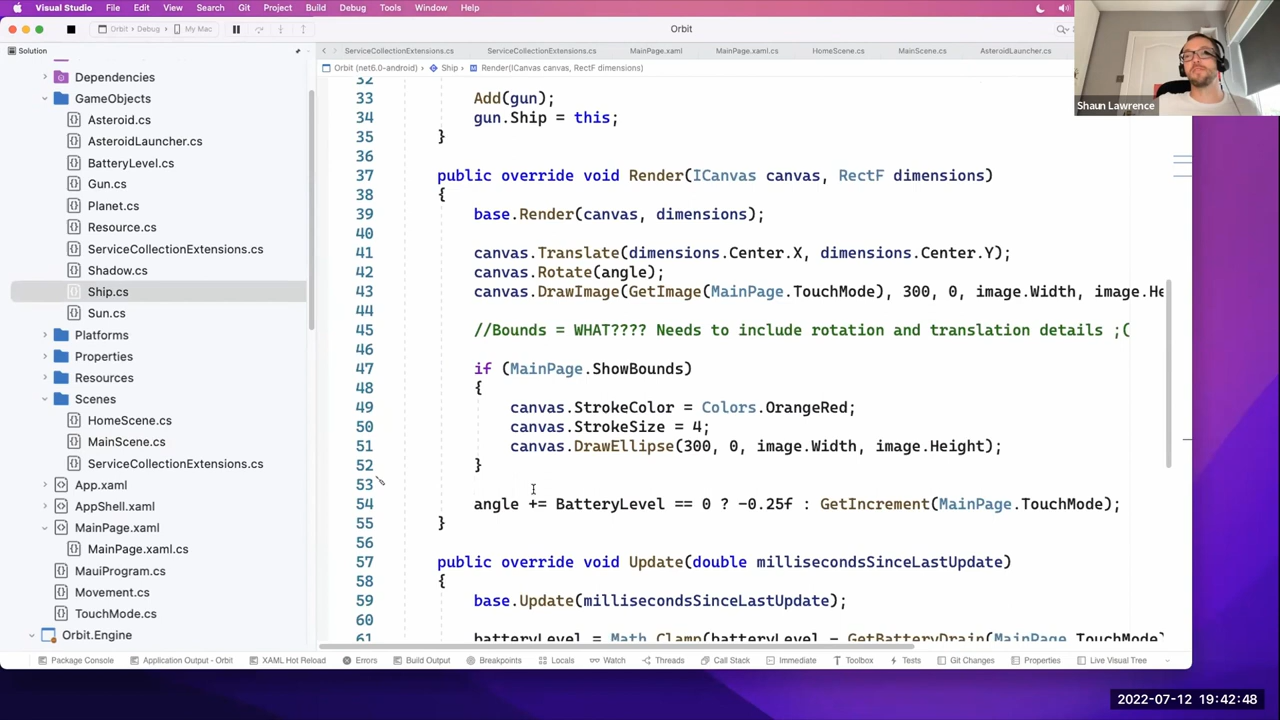 Visual Studio File Edit View Search Git Project Build Debug Tools Window Help
Orbit › Debug › My Mac
Orbit
Shaun Lawrence
Solution
Dependencies
GameObjects
Asteroid.cs
AsteroidLauncher.cs
BatteryLevel.cs
Gun.cs
Planet.cs
Resource.cs
ServiceCollectionExtensions.cs
Shadow.cs
Ship.cs
Sun.cs
Platforms
Properties
Resources
Scenes
HomeScene.cs
MainScene.cs
ServiceCollectionExtensions.cs
App.xaml
AppShell.xaml
MainPage.xaml
MainPage.xaml.cs
MauiProgram.cs
Movement.cs
TouchMode.cs
Orbit.Engine
ServiceCollectionExtensions.cs ServiceCollectionExtensions.cs MainPage.xaml MainPage.xaml.cs HomeScene.cs MainScene.cs AsteroidLauncher.cs
Orbit (net6.0-android) › Ship › Render(ICanvas canvas, RectF dimensions)
32
33 Add(gun);
34 gun.Ship = this;
35 }
36
37 public override void Render(ICanvas canvas, RectF dimensions)
38 {
39 base.Render(canvas, dimensions);
40
41 canvas.Translate(dimensions.Center.X, dimensions.Center.Y);
42 canvas.Rotate(angle);
43 canvas.DrawImage(GetImage(MainPage.TouchMode), 300, 0, image.Width, image.He
44
45 //Bounds = WHAT???? Needs to include rotation and translation details ;(
46
47 if (MainPage.ShowBounds)
48 {
49 canvas.StrokeColor = Colors.OrangeRed;
50 canvas.StrokeSize = 4;
51 canvas.DrawEllipse(300, 0, image.Width, image.Height);
52 }
53
54 angle += BatteryLevel == 0 ? -0.25f : GetIncrement(MainPage.TouchMode);
55 }
56
57 public override void Update(double millisecondsSinceLastUpdate)
58 {
59 base.Update(millisecondsSinceLastUpdate);
60
61 batteryLevel = Math.Clamp(batteryLevel - GetBatteryDrain(MainPage.TouchMode)
Package Console Application Output - Orbit XAML Hot Reload Errors Build Output Breakpoints Locals Watch Threads Call Stack Immediate Toolbox Tests Git Changes Properties Live Visual Tree
2022-07-12 19:42:48